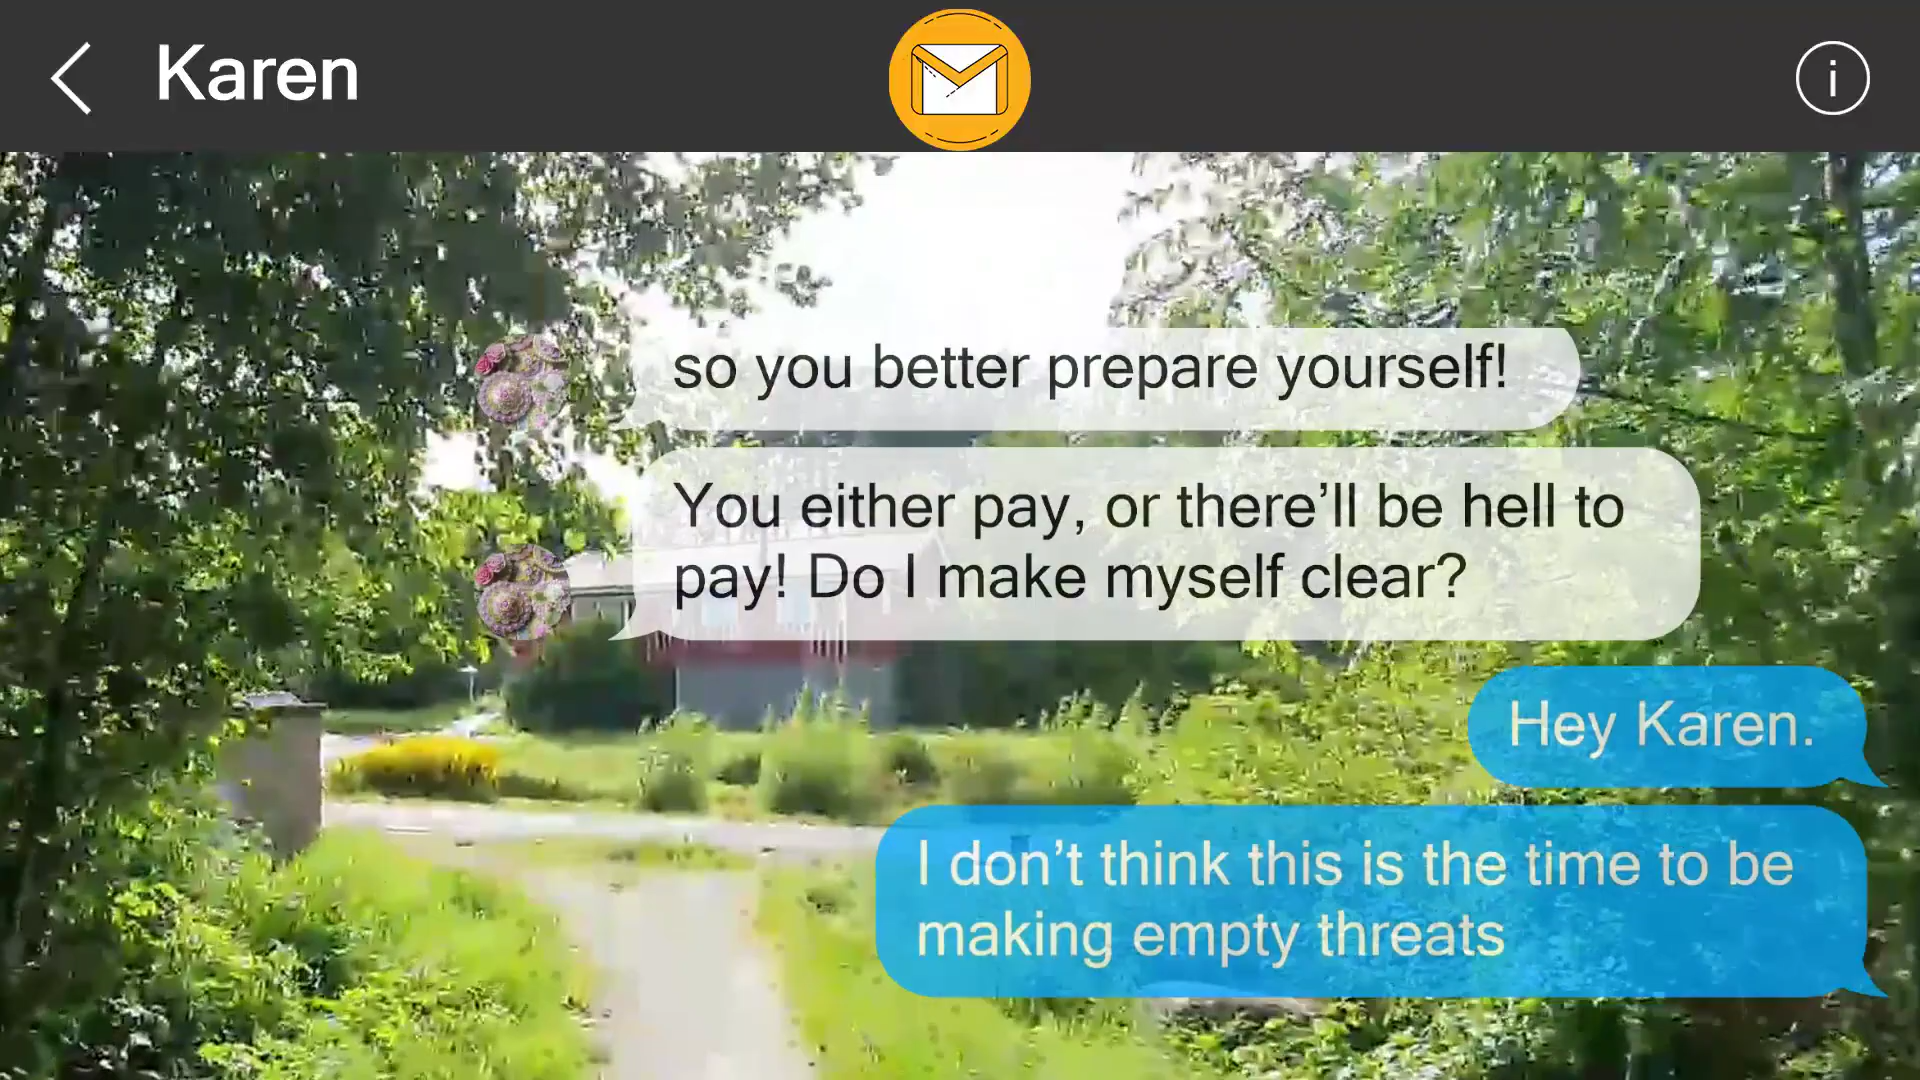 Karen
i
so you better prepare yourself!
You either pay, or there’ll be hell to
pay! Do I make myself clear?
Hey Karen.
I don’t think this is the time to be
making empty threats